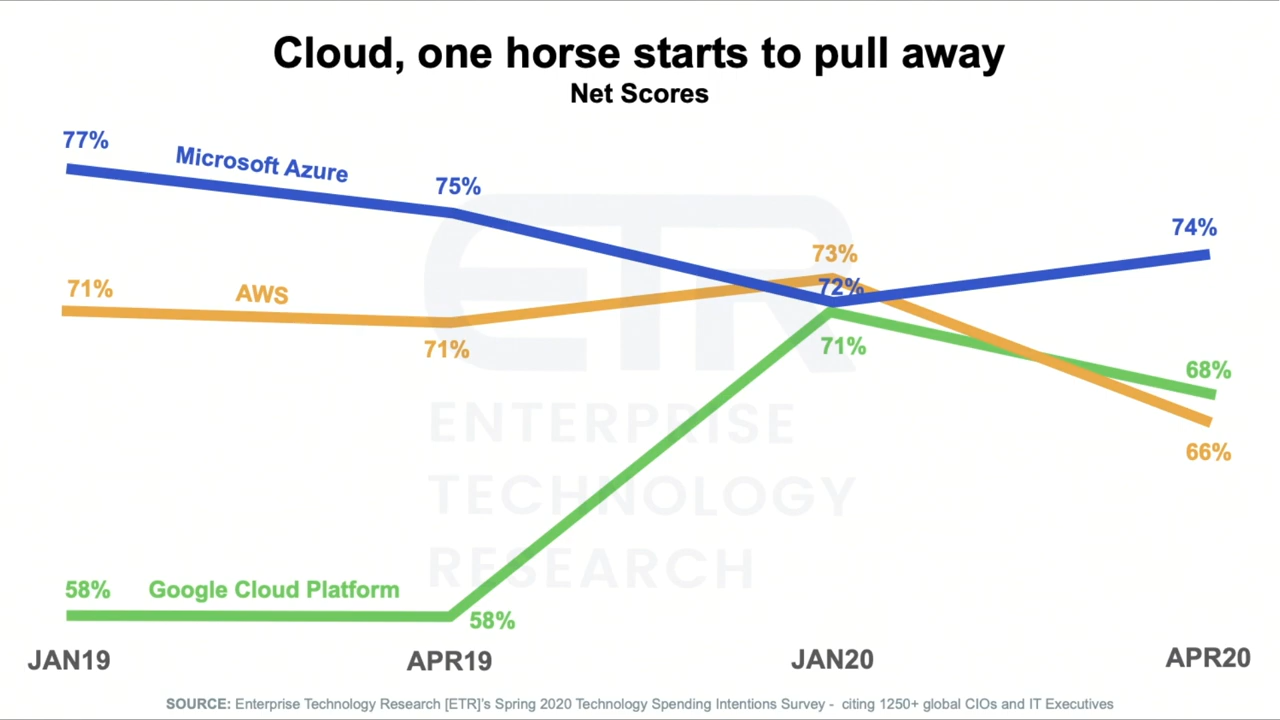 Cloud, one horse starts to pull away
Net Scores
77%
Microsoft Azure
75%
74%
73%
72%
71%
AWS
71%
71%
68%
66%
58%
Google Cloud Platform
58%
ETR
ENTERPRISE
TECHNOLOGY
RESEARCH
JAN19
APR19
JAN20
APR20
SOURCE: Enterprise Technology Research [ETR]'s Spring 2020 Technology Spending Intentions Survey - citing 1250+ global CIOs and IT Executives